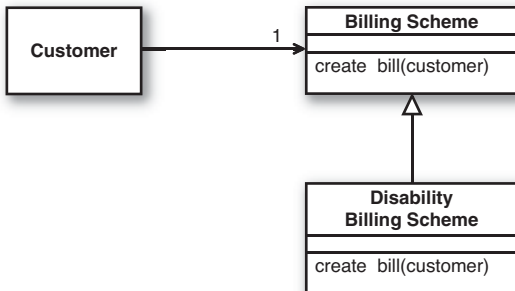 Customer
1
Billing Scheme
create bill(customer)
Disability
Billing Scheme
create bill(customer)